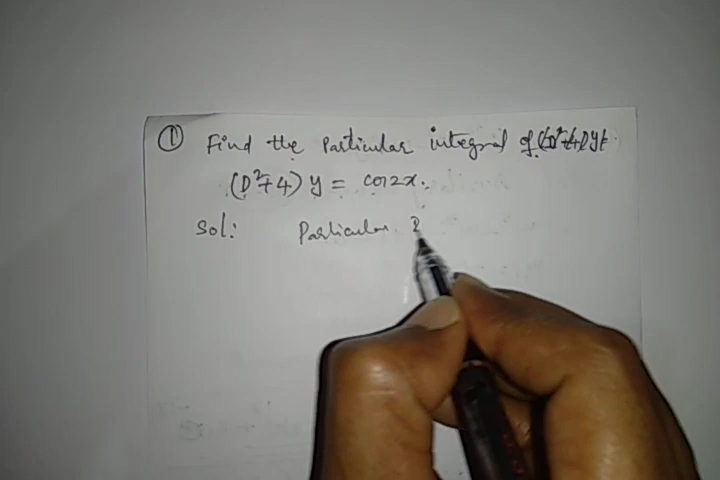 ① Find the Particular integral of
(D²+4) y = cos2x.
Sol: Particular